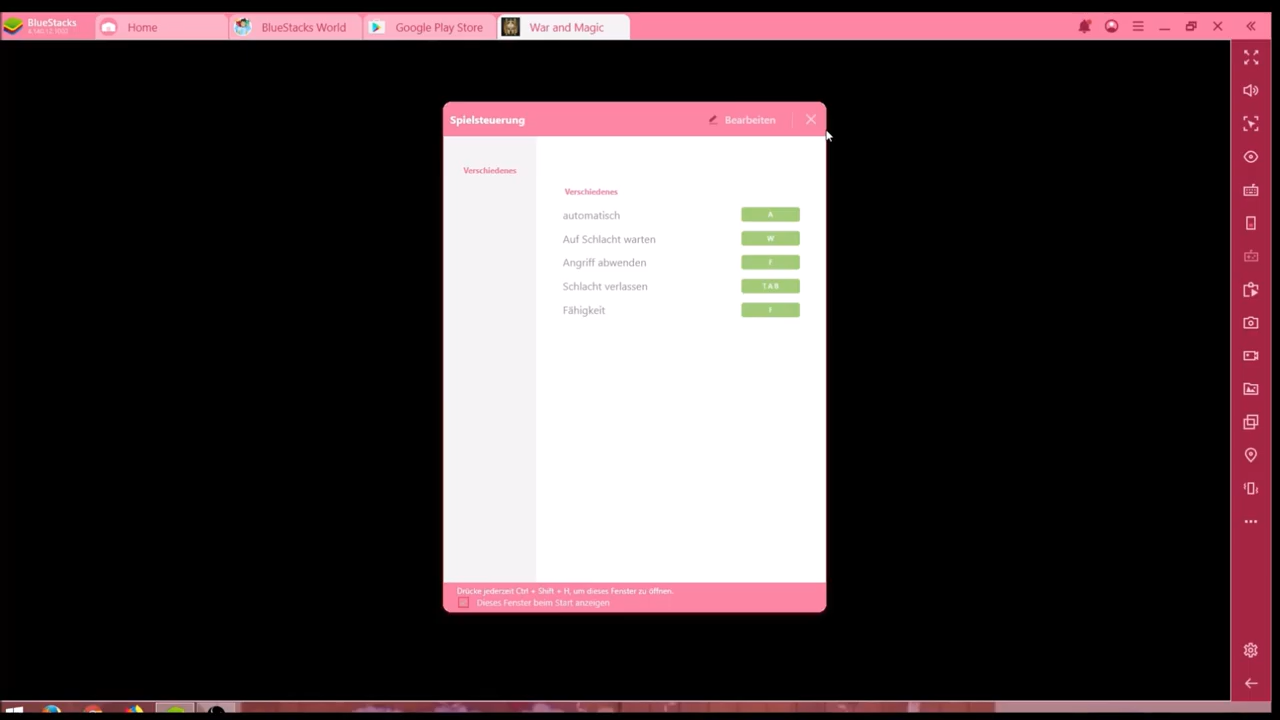 BlueStacks
Home
BlueStacks World
Google Play Store
War and Magic
Spielsteuerung
Bearbeiten
Verschiedenes
Verschiedenes
automatisch A
Auf Schlacht warten W
Angriff abwenden
Schlacht verlassen TAB
Fähigkeit
Drücke jederzeit Ctrl + Shift + H, um dieses Fenster zu öffnen.
Dieses Fenster beim Start anzeigen